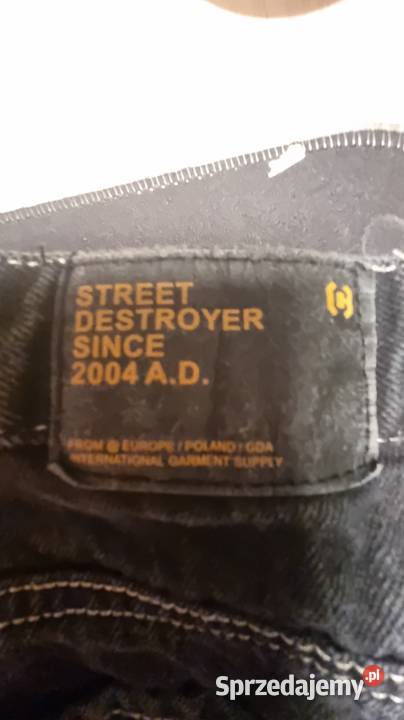 STREET
DESTROYER
SINCE
2004 A.D.
(C)
FROM @ EUROPE / POLAND / GDA
INTERNATIONAL GARMENT SUPPLY
Sprzedajemy.pl